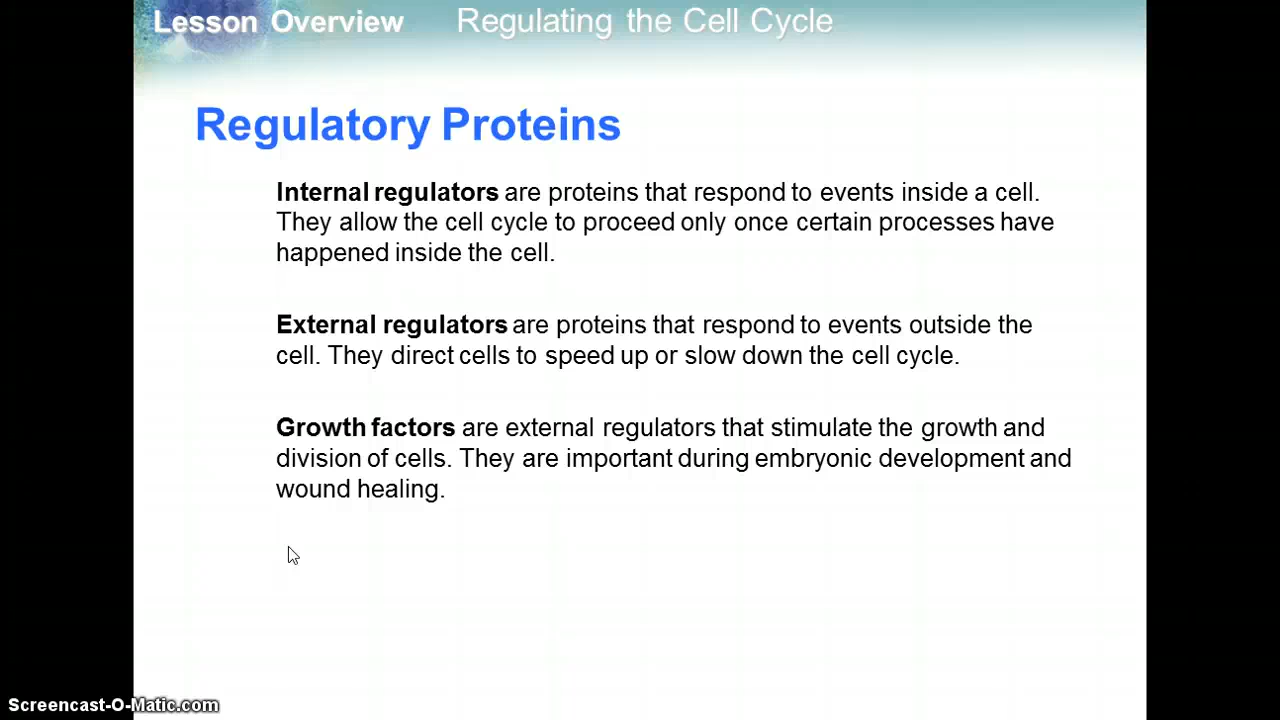 Lesson Overview Regulating the Cell Cycle
Regulatory Proteins
Internal regulators are proteins that respond to events inside a cell.
They allow the cell cycle to proceed only once certain processes have
happened inside the cell.
External regulators are proteins that respond to events outside the
cell. They direct cells to speed up or slow down the cell cycle.
Growth factors are external regulators that stimulate the growth and
division of cells. They are important during embryonic development and
wound healing.
Screencast-O-Matic.com